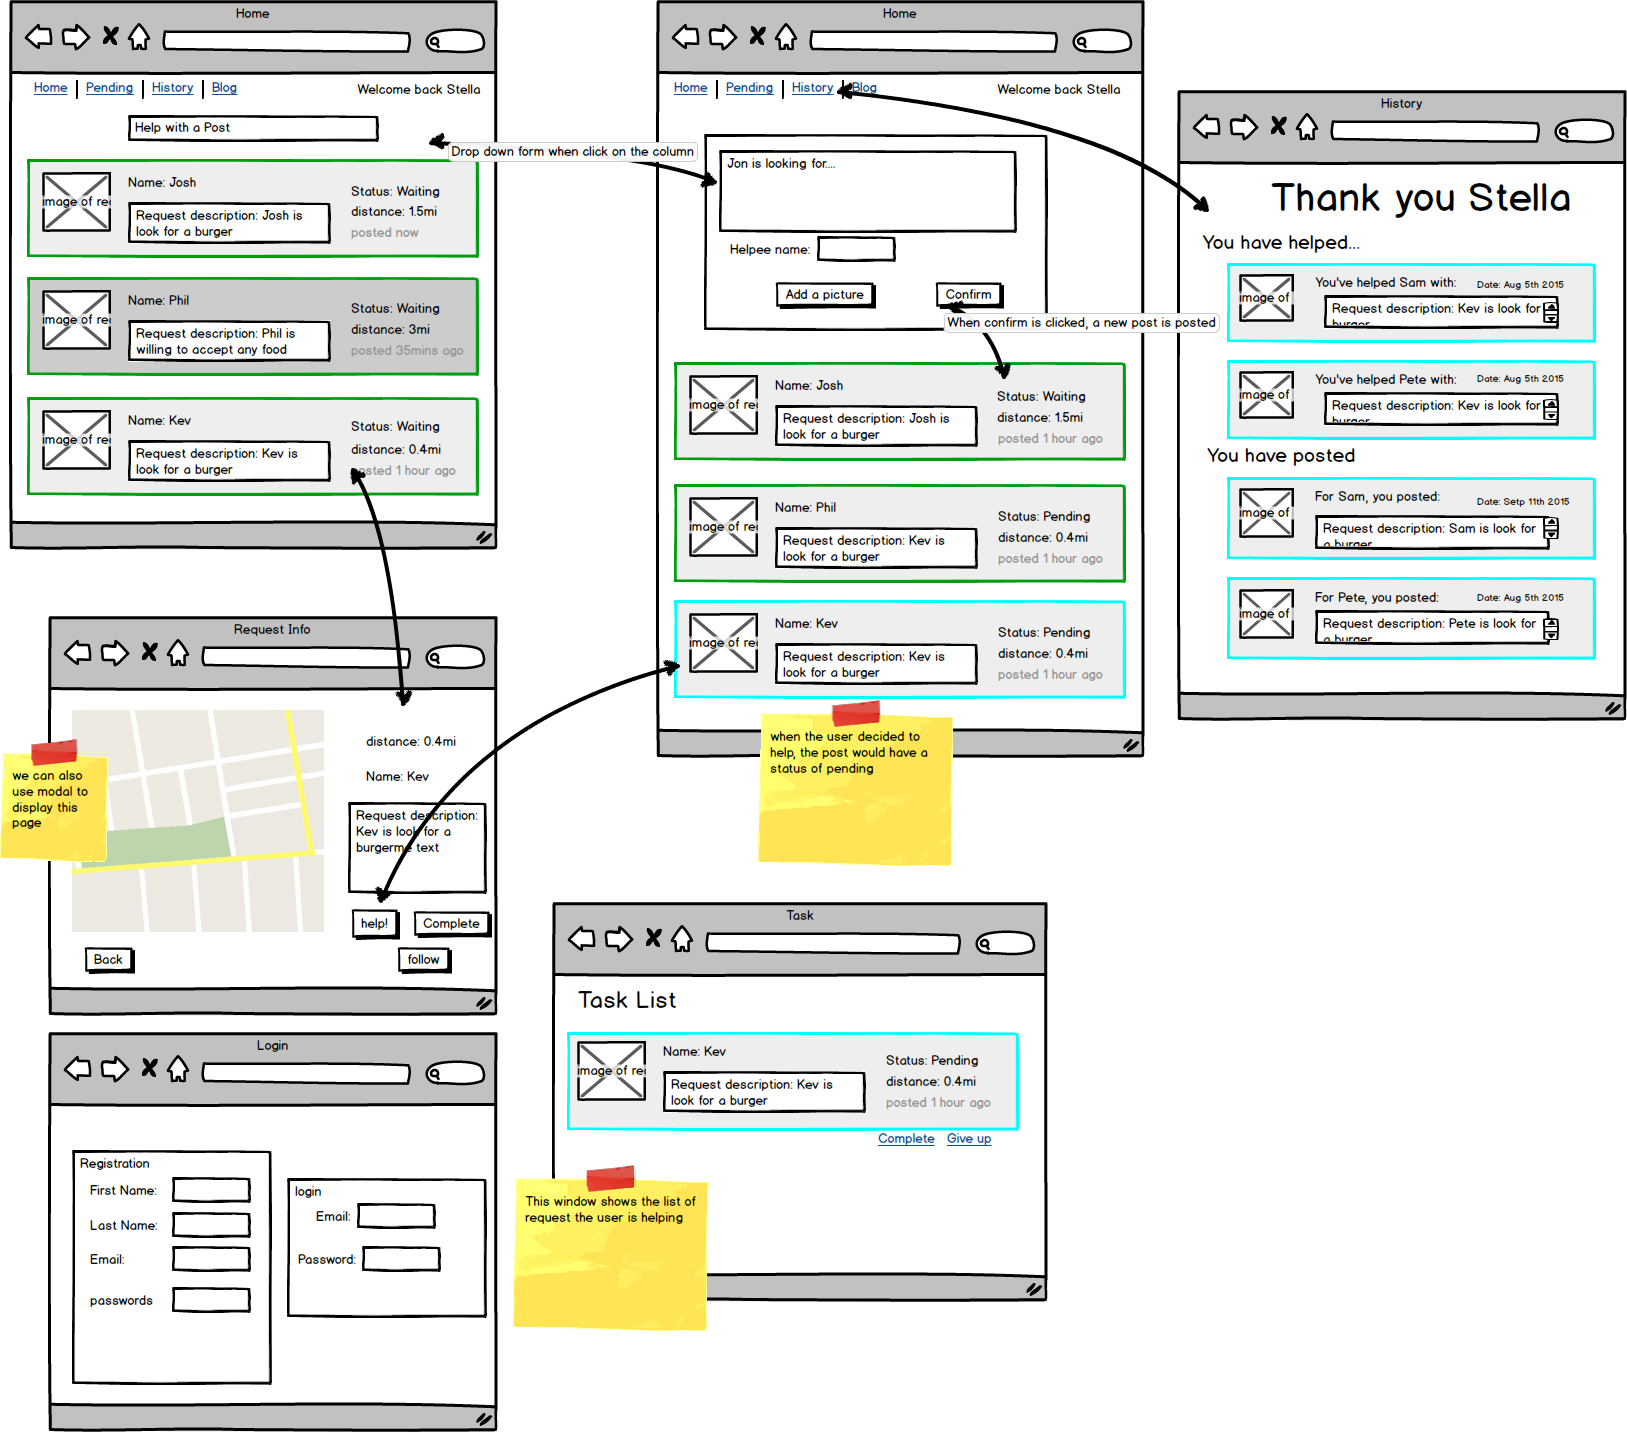 Home
Home
Pending
History
Blog
Welcome back Stella
Help with a Post
Drop down form when click on the column
image of rec
Name: Josh
Request description: Josh is
look for a burger
Status: Waiting
distance: 1.5mi
posted now
image of rec
Name: Phil
Request description: Phil is
willing to accept any food
Status: Waiting
distance: 3mi
posted 35mins ago
image of rec
Name: Kev
Request description: Kev is
look for a burger
Status: Waiting
distance: 0.4mi
posted 1 hour ago
Home
Home
Pending
History
Blog
Welcome back Stella
Jon is looking for....
Helpee name:
Add a picture
Confirm
When confirm is clicked, a new post is posted
image of rec
Name: Josh
Request description: Josh is
look for a burger
Status: Waiting
distance: 1.5mi
posted 1 hour ago
image of rec
Name: Phil
Request description: Kev is
look for a burger
Status: Pending
distance: 0.4mi
posted 1 hour ago
image of rec
Name: Kev
Request description: Kev is
look for a burger
Status: Pending
distance: 0.4mi
posted 1 hour ago
when the user decided to
help, the post would have a
status of pending
History
Thank you Stella
You have helped...
image of
You've helped Sam with:
Date: Aug 5th 2015
Request description: Kev is look for
burger
image of
You've helped Pete with:
Date: Aug 5th 2015
Request description: Kev is look for
burger
You have posted
image of
For Sam, you posted:
Date: Setp 11th 2015
Request description: Sam is look for
a burger
image of
For Pete, you posted:
Date: Aug 5th 2015
Request description: Pete is look for
a burger
Request Info
we can also
use modal to
display this
page
distance: 0.4mi
Name: Kev
Request description:
Kev is look for a
burgerme text
help!
Complete
Back
follow
Login
Registration
First Name:
Last Name:
Email:
passwords
login
Email:
Password:
Task
Task List
image of rec
Name: Kev
Request description: Kev is
look for a burger
Status: Pending
distance: 0.4mi
posted 1 hour ago
Complete
Give up
This window shows the list of
request the user is helping